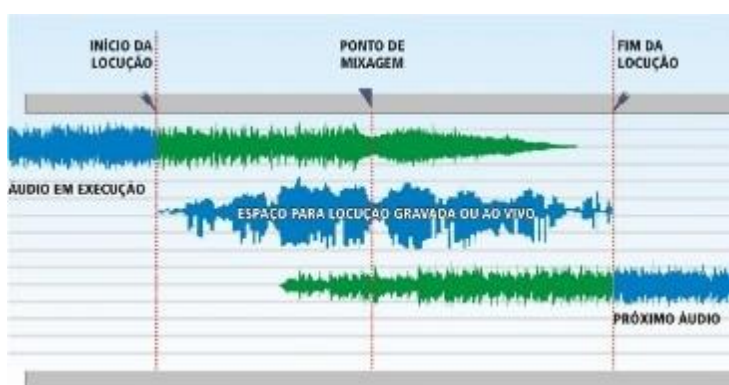 INÍCIO DA
LOCUÇÃO
PONTO DE
MIXAGEM
FIM DA
LOCUÇÃO
ÁUDIO EM EXECUÇÃO
ESPAÇO PARA LOCUÇÃO GRAVADA OU AO VIVO
PRÓXIMO ÁUDIO